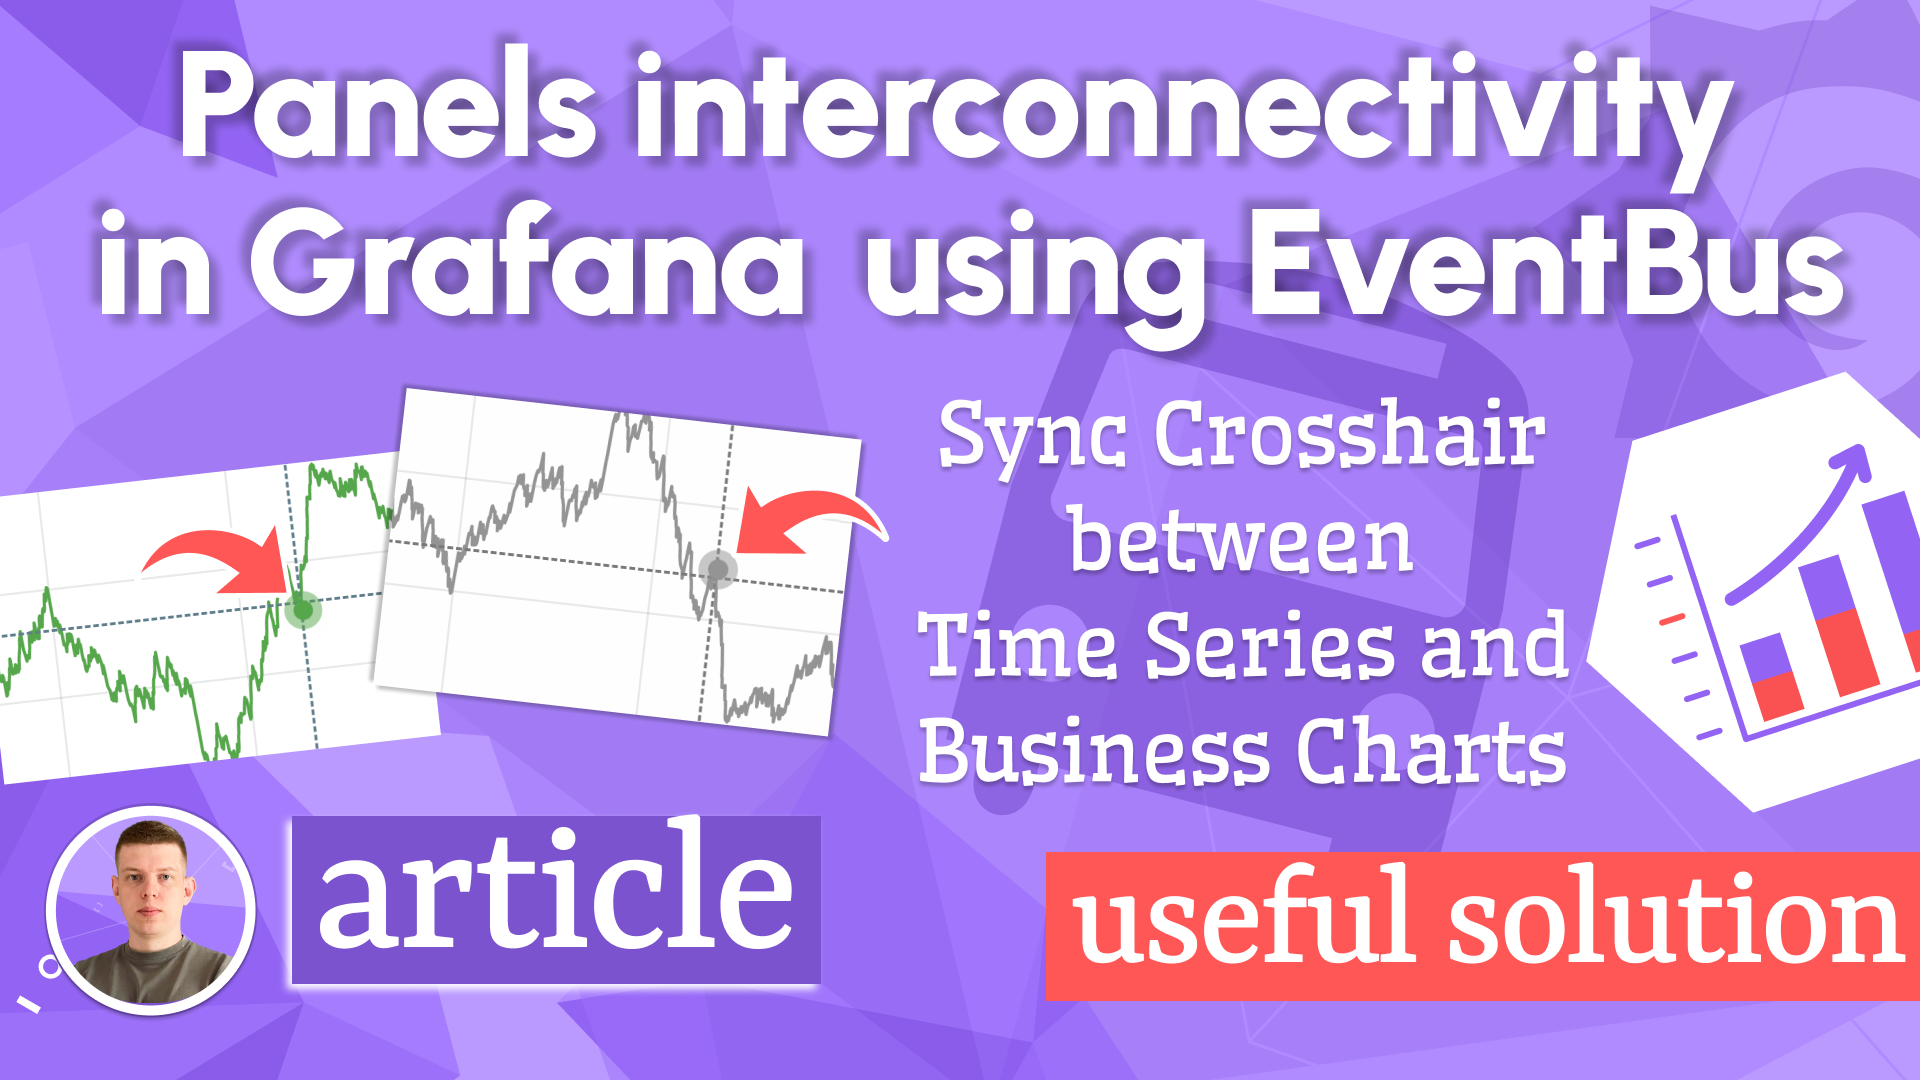 Panels interconnectivity
in Grafana using EventBus
Sync Crosshair
between
Time Series and
Business Charts
article
useful solution